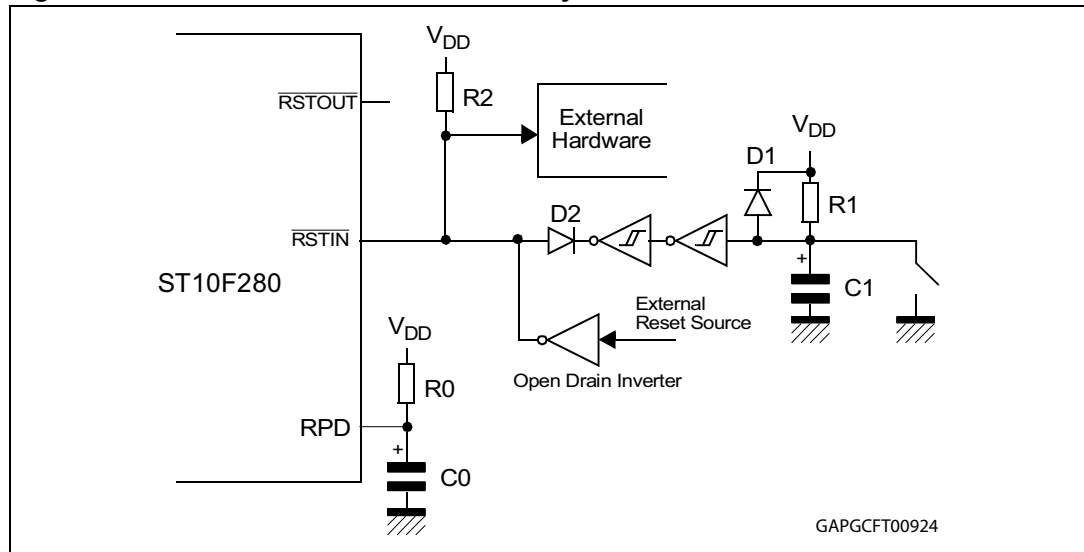 VDD
RSTOUT
R2
External
Hardware
VDD
D1
R1
D2
RSTIN
+
C1
ST10F280
External
Reset Source
VDD
Open Drain Inverter
R0
RPD
+
C0
GAPGCFT00924